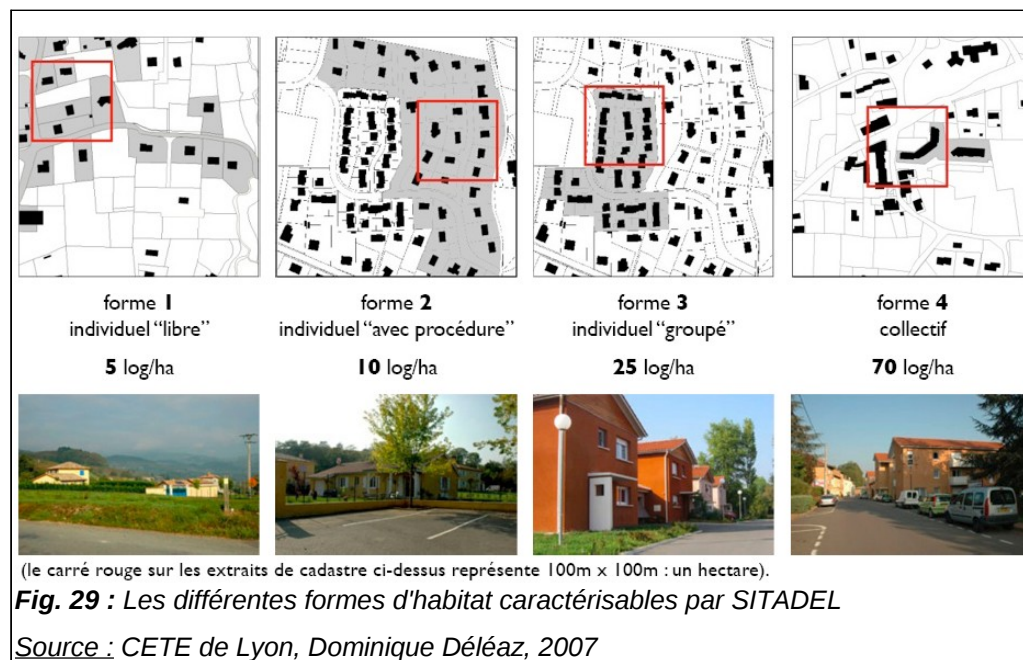 forme 1
individuel “libre”
5 log/ha
forme 2
individuel “avec procédure”
10 log/ha
forme 3
individuel “groupé”
25 log/ha
forme 4
collectif
70 log/ha
(le carré rouge sur les extraits de cadastre ci-dessus représente 100m x 100m : un hectare).
Fig. 29 : Les différentes formes d'habitat caractérisables par SITADEL
Source : CETE de Lyon, Dominique Déléaz, 2007